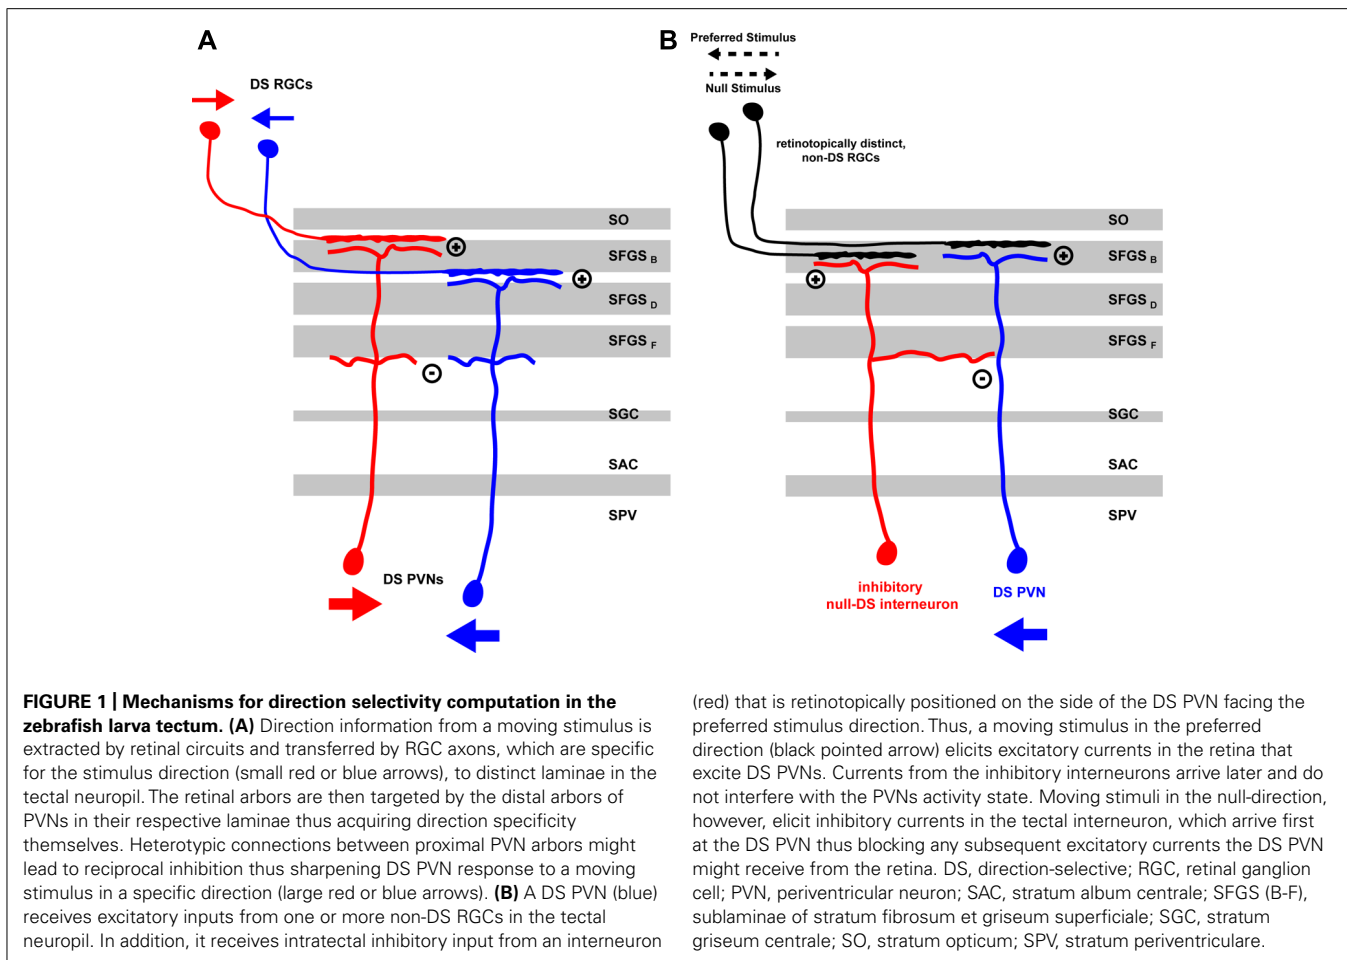 A
DS RGCs
SO
+
SFGS B
+
SFGS D
SFGS F
-
SGC
SAC
SPV
DS PVNs
B
Preferred Stimulus
Null Stimulus
retinotopically distinct,
non-DS RGCs
SO
SFGS B
+
+
SFGS D
SFGS F
-
SGC
SAC
SPV
inhibitory
null-DS interneuron
DS PVN
FIGURE 1 | Mechanisms for direction selectivity computation in the
zebrafish larva tectum. (A) Direction information from a moving stimulus is
extracted by retinal circuits and transferred by RGC axons, which are specific
for the stimulus direction (small red or blue arrows), to distinct laminae in the
tectal neuropil. The retinal arbors are then targeted by the distal arbors of
PVNs in their respective laminae thus acquiring direction specificity
themselves. Heterotypic connections between proximal PVN arbors might
lead to reciprocal inhibition thus sharpening DS PVN response to a moving
stimulus in a specific direction (large red or blue arrows). (B) A DS PVN (blue)
receives excitatory inputs from one or more non-DS RGCs in the tectal
neuropil. In addition, it receives intratectal inhibitory input from an interneuron
(red) that is retinotopically positioned on the side of the DS PVN facing the
preferred stimulus direction. Thus, a moving stimulus in the preferred
direction (black pointed arrow) elicits excitatory currents in the retina that
excite DS PVNs. Currents from the inhibitory interneurons arrive later and do
not interfere with the PVNs activity state. Moving stimuli in the null-direction,
however, elicit inhibitory currents in the tectal interneuron, which arrive first
at the DS PVN thus blocking any subsequent excitatory currents the DS PVN
might receive from the retina. DS, direction-selective; RGC, retinal ganglion
cell; PVN, periventricular neuron; SAC, stratum album centrale; SFGS (B-F),
sublaminae of stratum fibrosum et griseum superficiale; SGC, stratum
griseum centrale; SO, stratum opticum; SPV, stratum periventriculare.